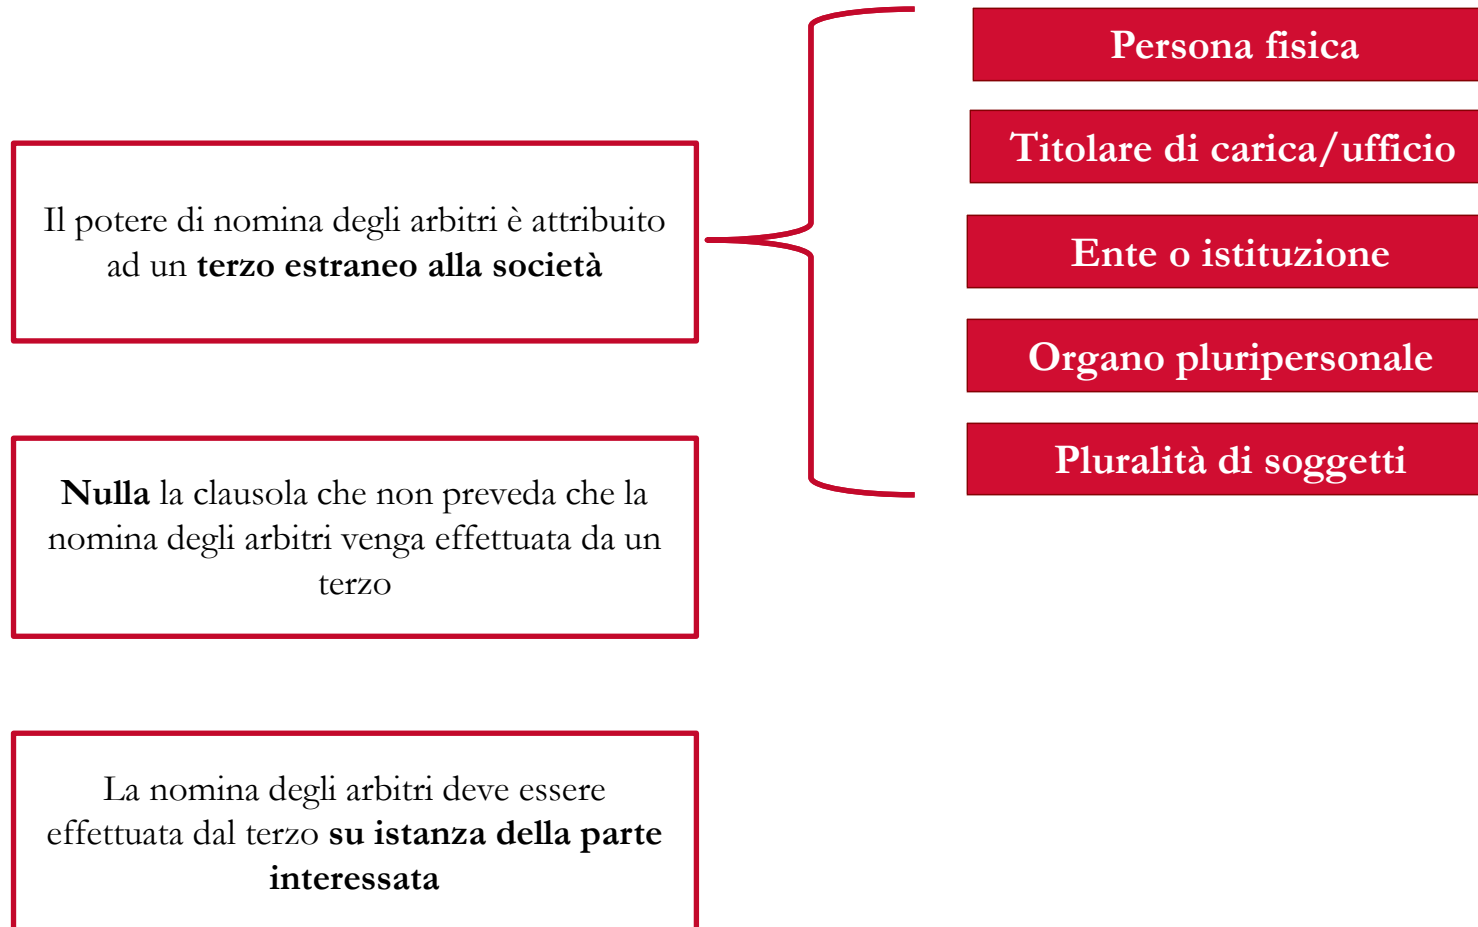 Il potere di nomina degli arbitri è attribuito
ad un terzo estraneo alla società
Persona fisica
Titolare di carica/ufficio
Ente o istituzione
Organo pluripersonale
Pluralità di soggetti
Nulla la clausola che non preveda che la
nomina degli arbitri venga effettuata da un
terzo
La nomina degli arbitri deve essere
effettuata dal terzo su istanza della parte
interessata